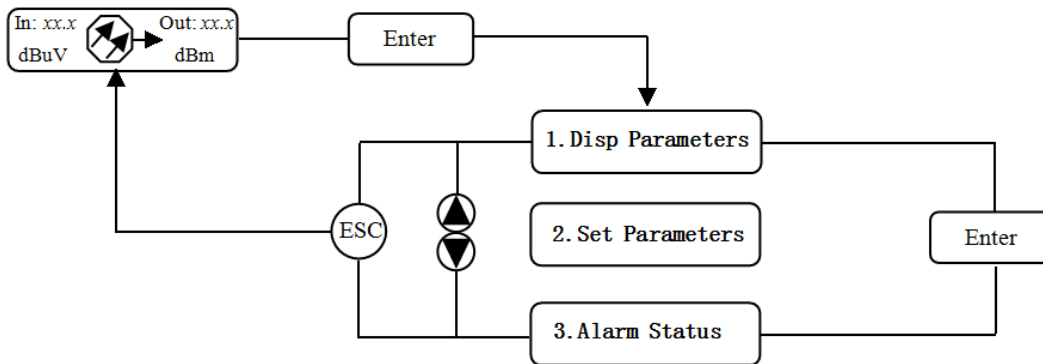 In: xx.x Out: xx.x
dBuV dBm
Enter
1.Disp Parameters
ESC
2.Set Parameters
Enter
3.Alarm Status